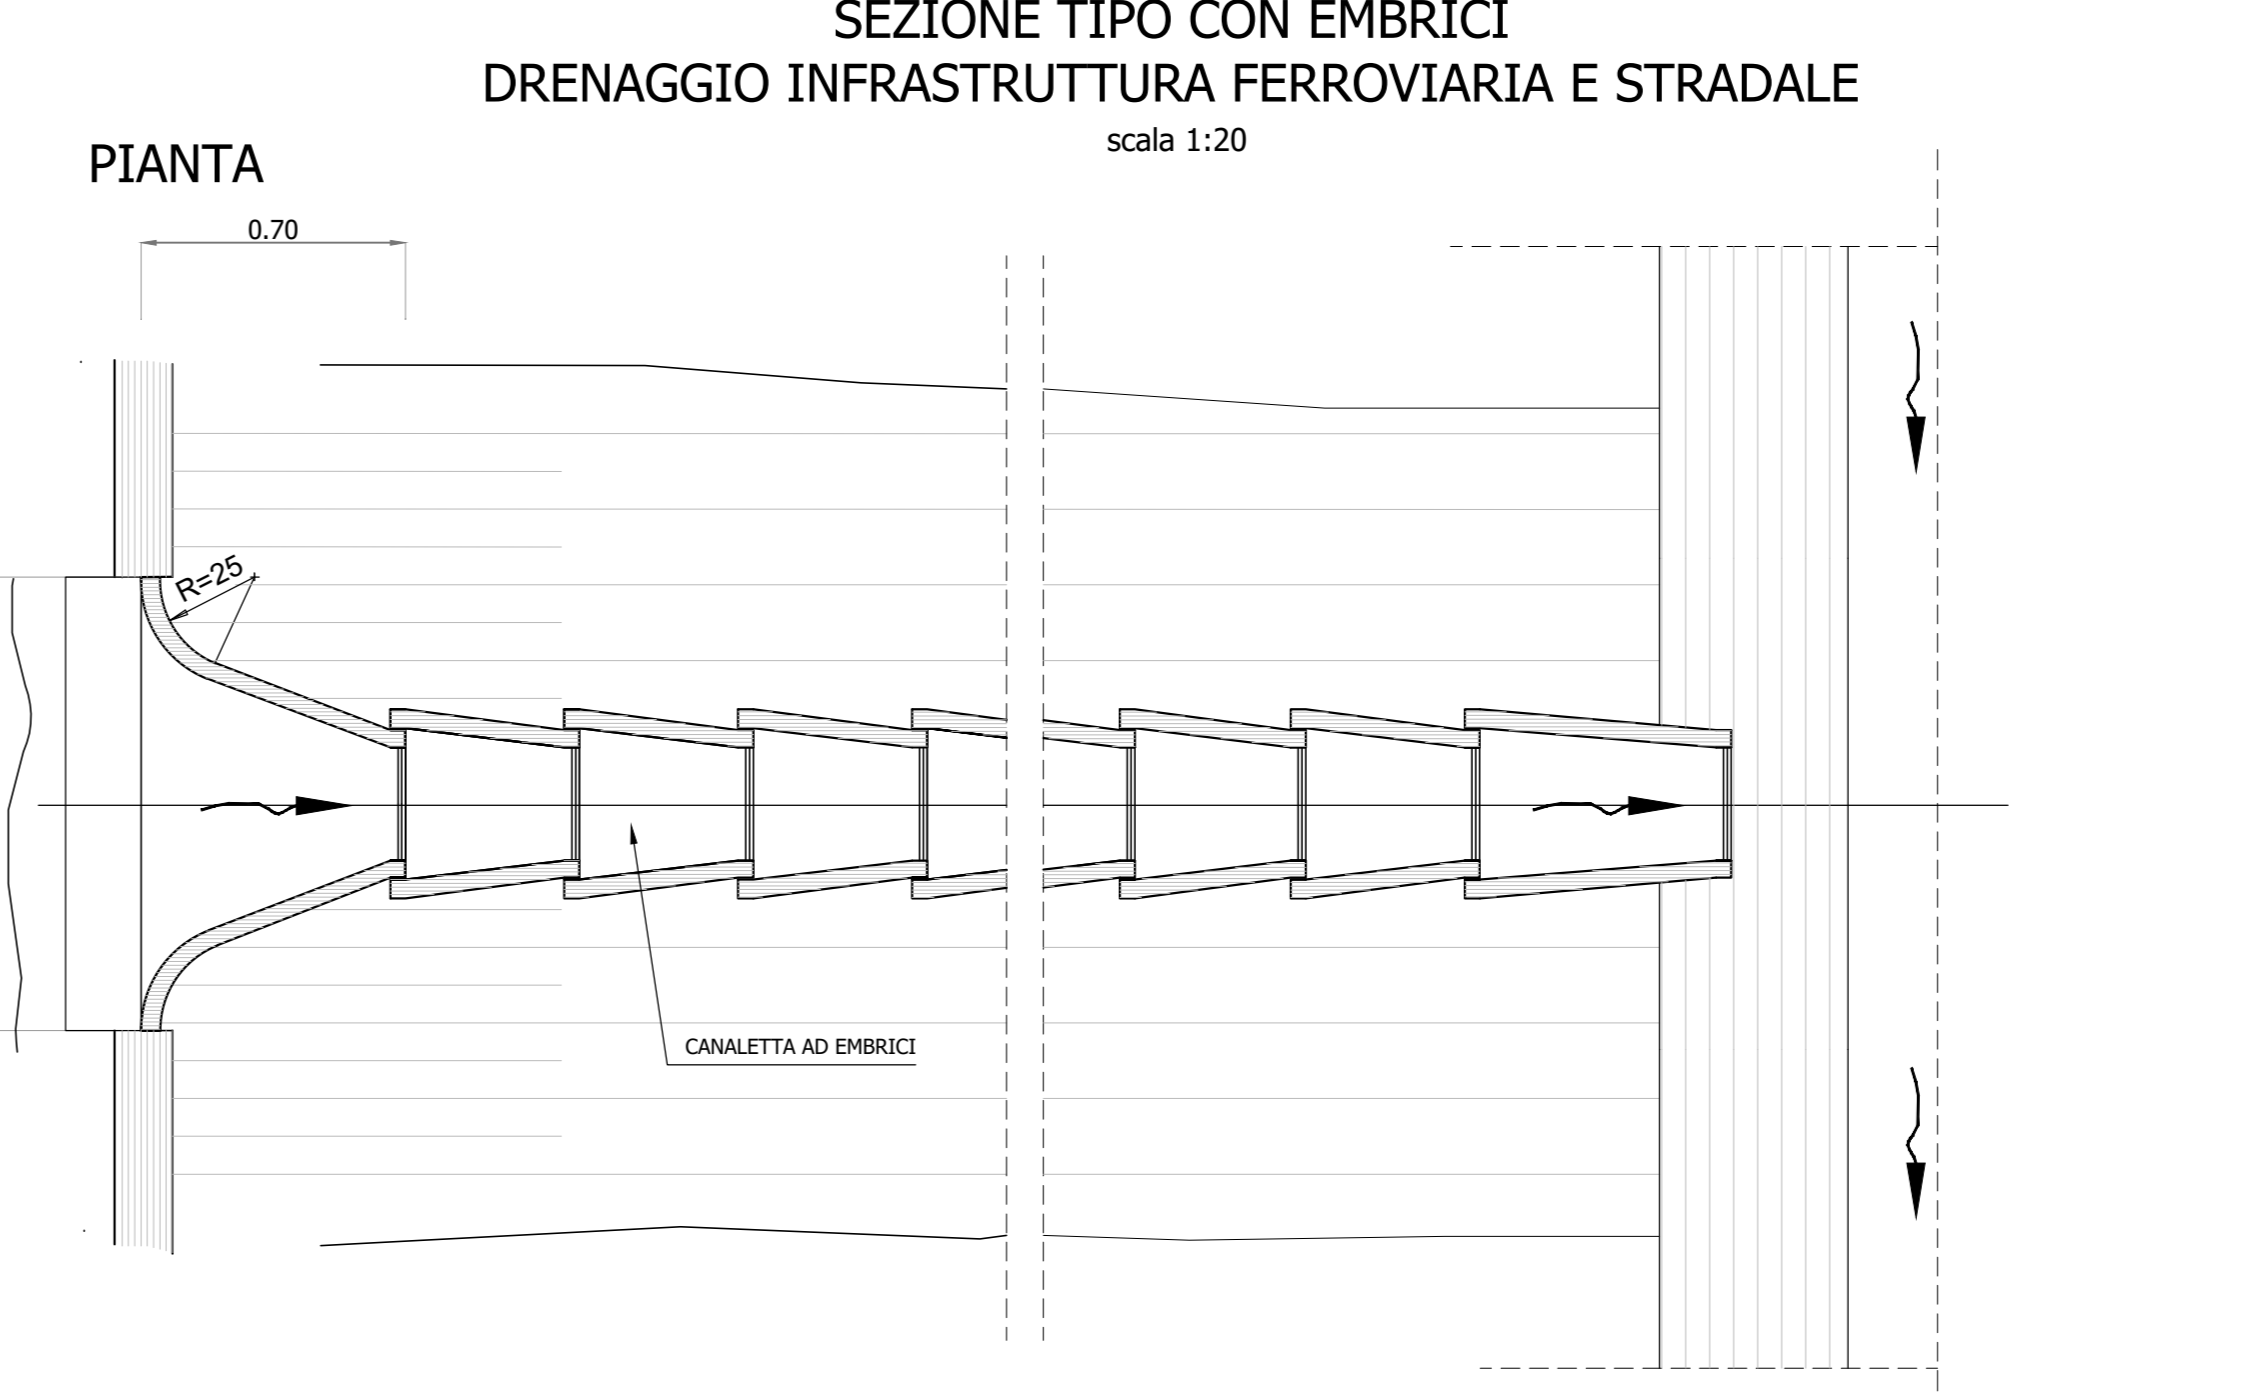 SEZIONE TIPO CON EMBRICI
DRENAGGIO INFRASTRUTTURA FERROVIARIA E STRADALE
scala 1:20
PIANTA
0.70
R=25
CANALETTA AD EMBRICI